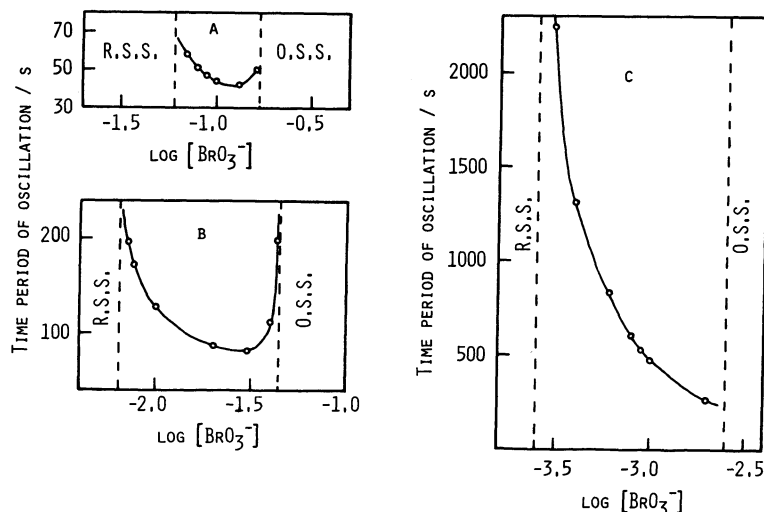 A
70
50
30
R.S.S.
O.S.S.
-1.5
-1.0
-0.5
LOG [BRO3⁻]
B
200
100
R.S.S.
O.S.S.
-2.0
-1.5
-1.0
LOG [BRO3⁻]
TIME PERIOD OF OSCILLATION / S
C
2000
1500
1000
500
R.S.S.
O.S.S.
-3.5
-3.0
-2.5
LOG [BRO3⁻]
TIME PERIOD OF OSCILLATION / S